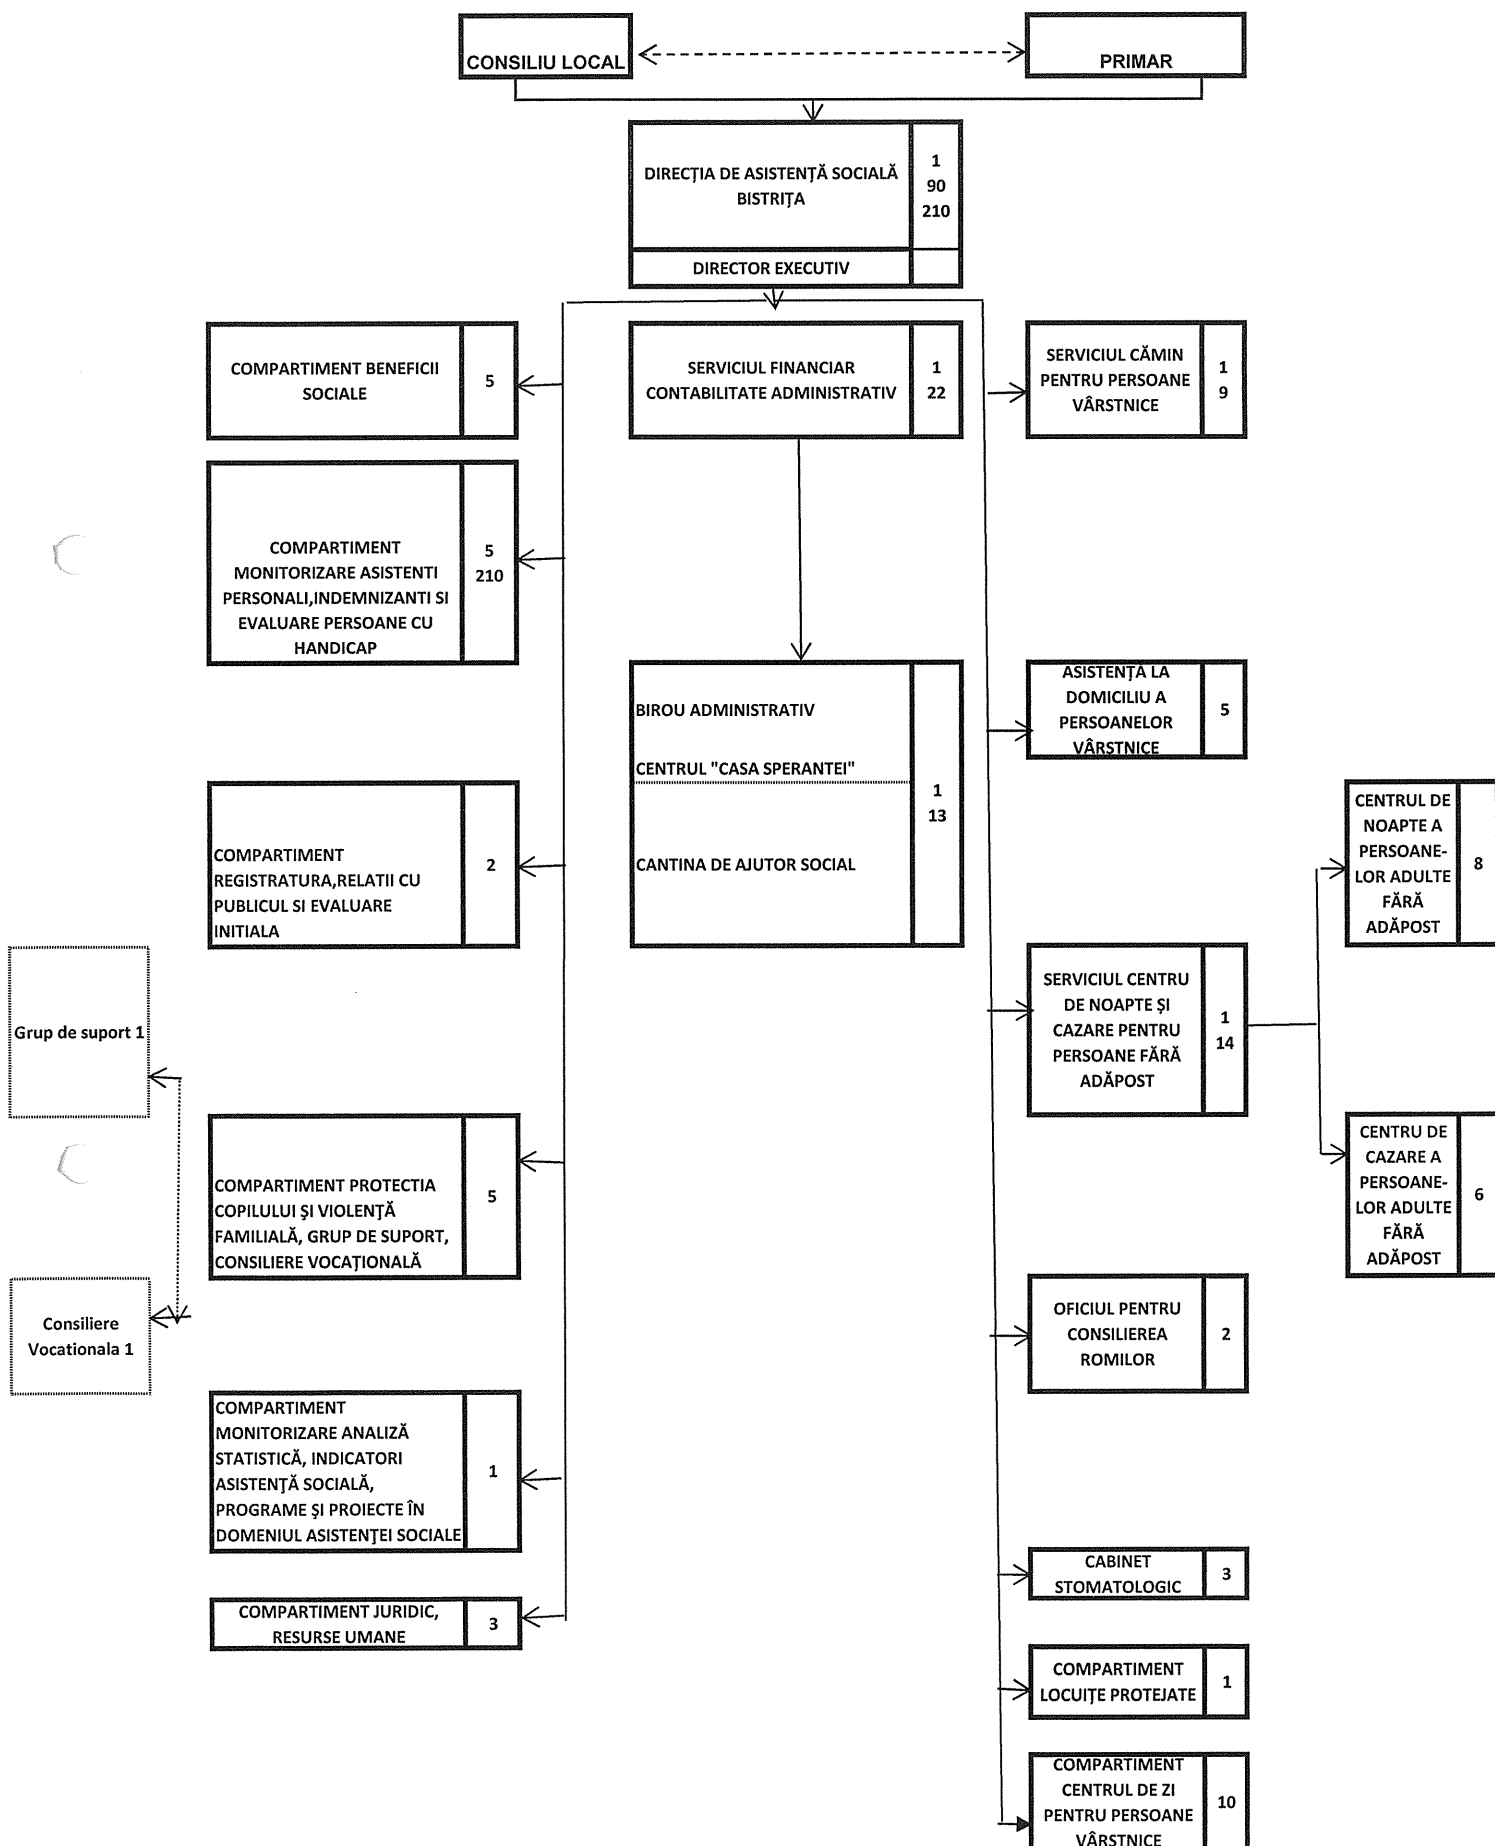 CONSILIU LOCAL
PRIMAR
DIRECȚIA DE ASISTENȚĂ SOCIALĂ
BISTRIȚA
1
90
210
DIRECTOR EXECUTIV
COMPARTIMENT BENEFICII
SOCIALE
5
SERVICIUL FINANCIAR
CONTABILITATE ADMINISTRATIV
1
22
SERVICIUL CĂMIN
PENTRU PERSOANE
VÂRSTNICE
1
9
COMPARTIMENT
MONITORIZARE ASISTENTI
PERSONALI,INDEMNIZANTI SI
EVALUARE PERSOANE CU
HANDICAP
5
210
BIROU ADMINISTRATIV
CENTRUL "CASA SPERANTEI"
CANTINA DE AJUTOR SOCIAL
1
13
ASISTENȚĂ LA
DOMICILIU A
PERSOANELOR
VÂRSTNICE
5
COMPARTIMENT
REGISTRATURA,RELATII CU
PUBLICUL SI EVALUARE
INITIALA
2
CENTRUL DE
NOAPTE A
PERSOANE-
LOR ADULTE
FĂRĂ
ADĂPOST
8
SERVICIUL CENTRU
DE NOAPTE ȘI
CAZARE PENTRU
PERSOANE FĂRĂ
ADĂPOST
1
14
Grup de suport 1
COMPARTIMENT PROTECTIA
COPILULUI ŞI VIOLENŢĂ
FAMILIALĂ, GRUP DE SUPORT,
CONSILIERE VOCAȚIONALĂ
5
CENTRU DE
CAZARE A
PERSOANE-
LOR ADULTE
FĂRĂ
ADĂPOST
6
Consiliere
Vocationala 1
OFICIUL PENTRU
CONSILIEREA
ROMILOR
2
COMPARTIMENT
MONITORIZARE ANALIZĂ
STATISTICĂ, INDICATORI
ASISTENŢĂ SOCIALĂ,
PROGRAME ŞI PROIECTE ÎN
DOMENIUL ASISTENŢEI SOCIALE
1
CABINET
STOMATOLOGIC
3
COMPARTIMENT JURIDIC,
RESURSE UMANE
3
COMPARTIMENT
LOCUIȚE PROTEJATE
1
COMPARTIMENT
CENTRUL DE ZI
PENTRU PERSOANE
VÂRSTNICE
10